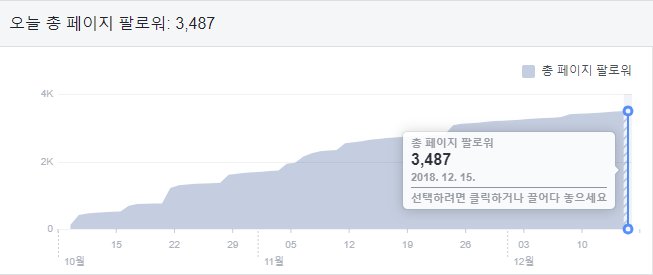 오늘 총 페이지 팔로워: 3,487
총 페이지 팔로워
4K
2K
0
총 페이지 팔로워
3,487
2018. 12. 15.
선택하려면 클릭하거나 끌어다 놓으세요
15 22 29 05 12 19 26 03 10
10월 11월 12월